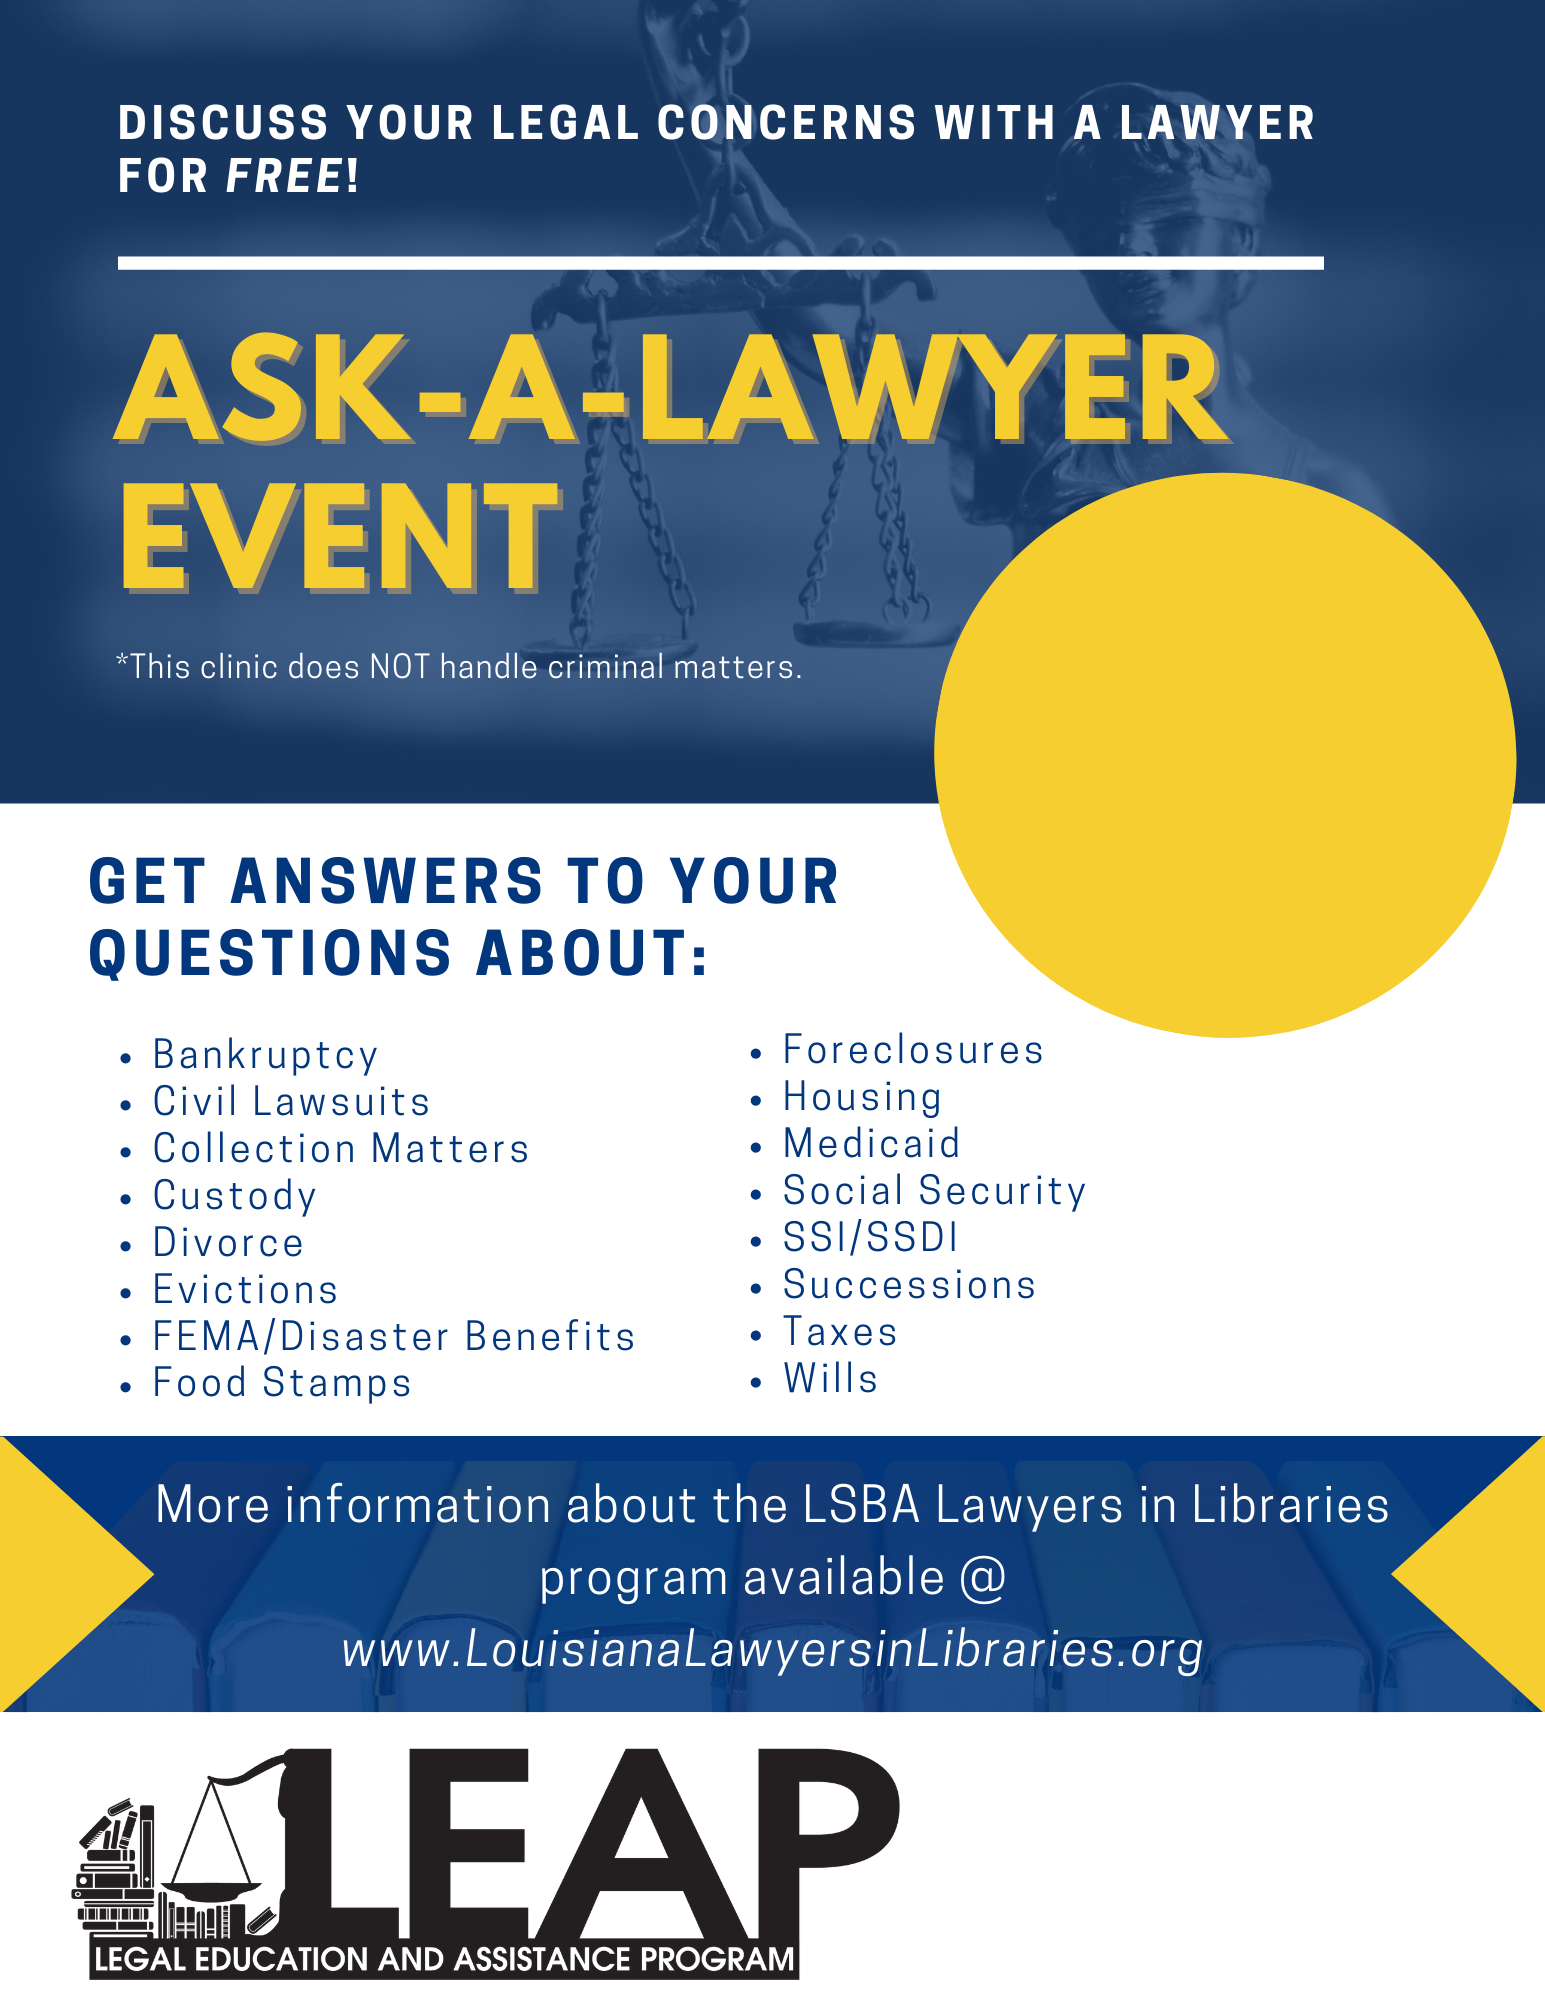 DISCUSS YOUR LEGAL CONCERNS WITH A LAWYER
FOR FREE!
ASK-A-LAWYER
EVENT
*This clinic does NOT handle criminal matters.
GET ANSWERS TO YOUR
QUESTIONS ABOUT:
• Bankruptcy
• Civil Lawsuits
• Collection Matters
• Custody
• Divorce
• Evictions
• FEMA/Disaster Benefits
• Food Stamps
• Foreclosures
• Housing
• Medicaid
• Social Security
• SSI/SSDI
• Successions
• Taxes
• Wills
More information about the LSBA Lawyers in Libraries
program available @
www.LouisianaLawyersinLibraries.org
LEAP
LEGAL EDUCATION AND ASSISTANCE PROGRAM